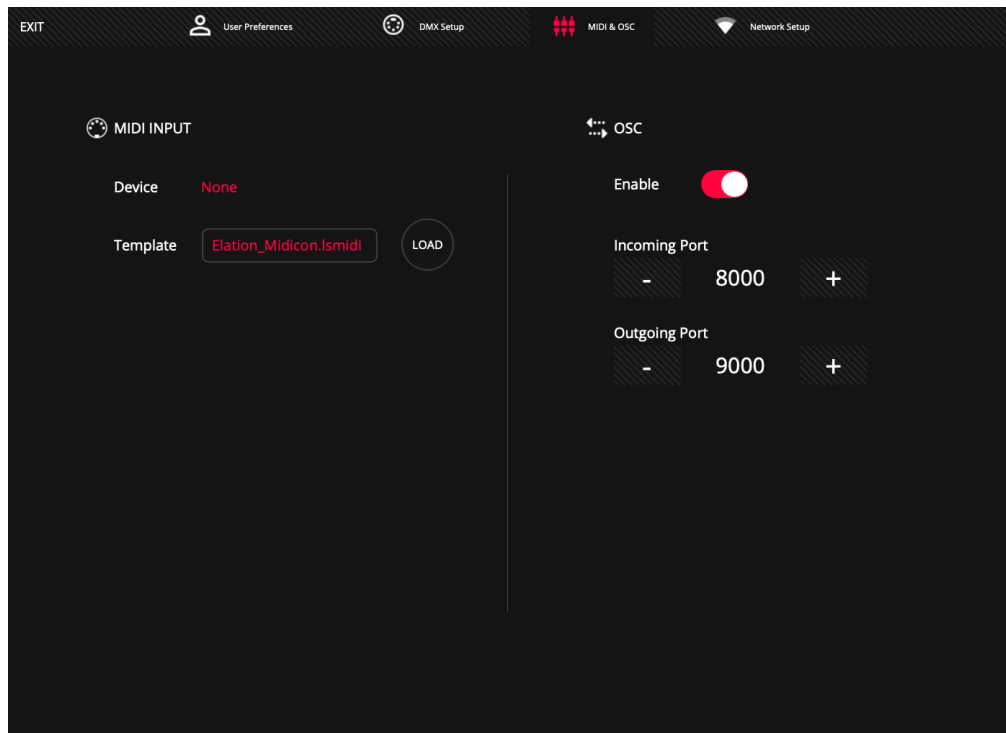 EXIT
User Preferences
DMX Setup
MIDI & OSC
Network Setup
MIDI INPUT
Device
None
Template
Elation_Midicon.lsmidi
LOAD
OSC
Enable
Incoming Port
- 8000 +
Outgoing Port
- 9000 +